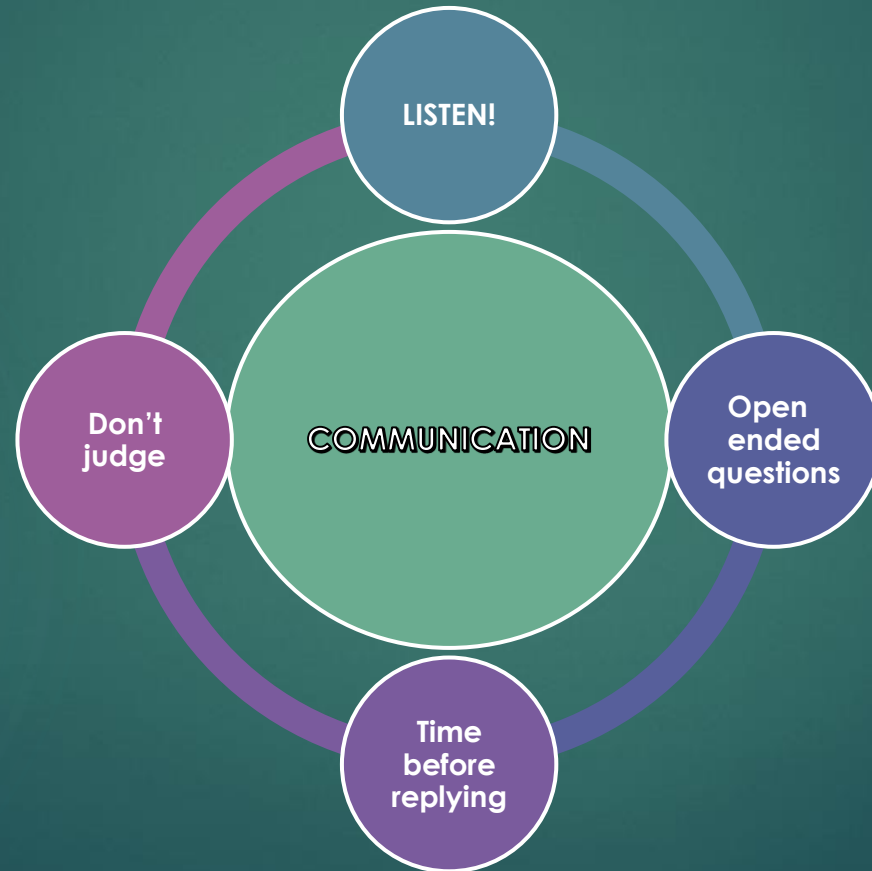 LISTEN!
Don’t
judge
COMMUNICATION
Open
ended
questions
Time
before
replying